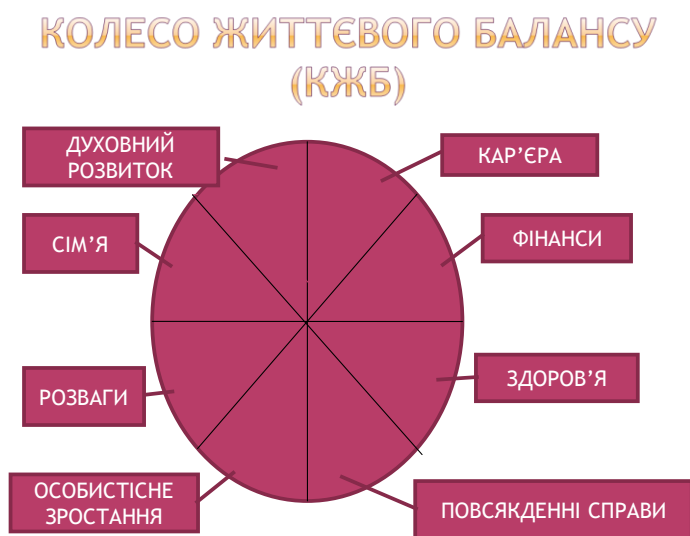 КОЛЕСО ЖИТТЄВОГО БАЛАНСУ
(КЖБ)
ДУХОВНИЙ
РОЗВИТОК
КАР’ЄРА
СІМ’Я
ФІНАНСИ
РОЗВАГИ
ЗДОРОВ’Я
ОСОБИСТІСНЕ
ЗРОСТАННЯ
ПОВСЯКДЕННІ СПРАВИ